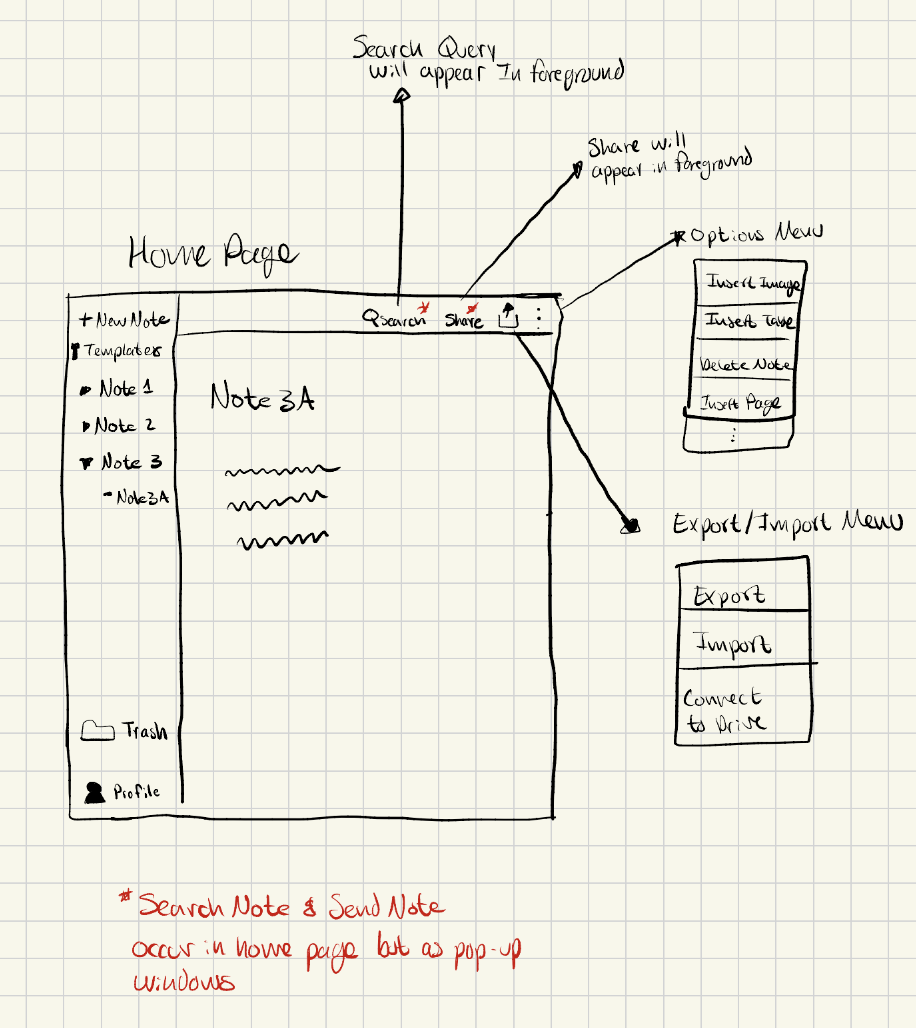 Search Query
will appear In foreground
Share will
appear in foreground
Home Page
Options Menu
Insert Image
Insert Table
Delete Note
Insert Page
+ New Note
Templates
Note 1
Note 2
Note 3
- Note3A
Trash
Profile
Search *
Share *
Note 3A
Export/Import Menu
Export
Import
Connect
to Drive
* Search Note & Send Note
occur in home page but as pop-up
windows